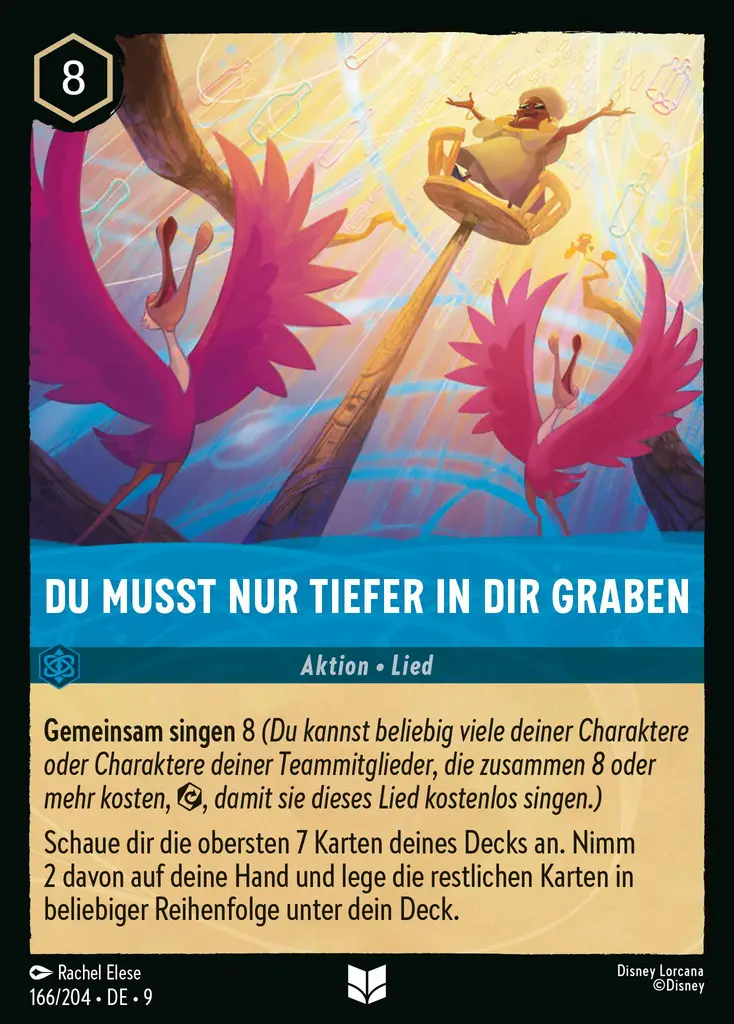 8
DU MUSST NUR TIEFER IN DIR GRABEN
Aktion • Lied
Gemeinsam singen 8 (Du kannst beliebig viele deiner Charaktere
oder Charaktere deiner Teammitglieder, die zusammen 8 oder
mehr kosten, , damit sie dieses Lied kostenlos singen.)
Schaue dir die obersten 7 Karten deines Decks an. Nimm
2 davon auf deine Hand und lege die restlichen Karten in
beliebiger Reihenfolge unter dein Deck.
Rachel Elese
166/204 • DE • 9
Disney Lorcana
©Disney